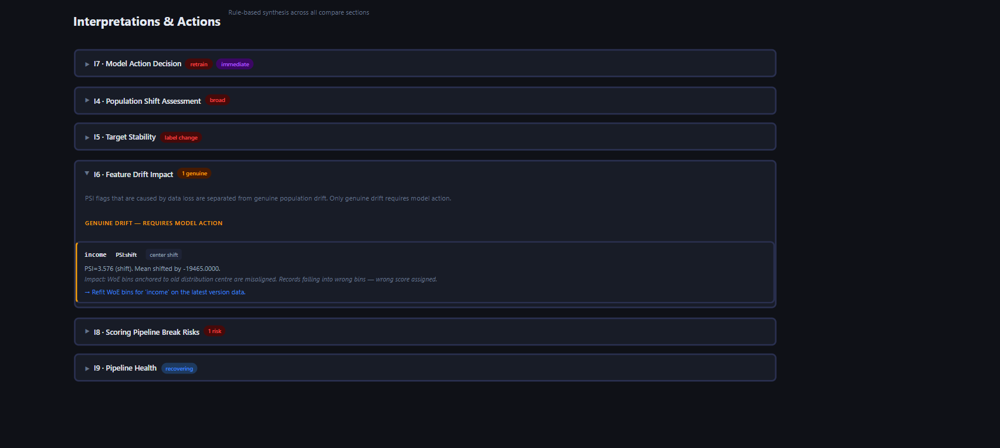 Rule-based synthesis across all compare sections
Interpretations & Actions
I7 · Model Action Decision retrain immediate
I4 · Population Shift Assessment broad
I5 · Target Stability label change
I6 · Feature Drift Impact 1 genuine
PSI flags that are caused by data loss are separated from genuine population drift. Only genuine drift requires model action.
GENUINE DRIFT — REQUIRES MODEL ACTION
income PSI:shift center shift
PSI=3.576 (shift). Mean shifted by -19465.0000.
Impact: WoE bins anchored to old distribution centre are misaligned. Records falling into wrong bins — wrong score assigned.
→ Refit WoE bins for 'income' on the latest version data.
I8 · Scoring Pipeline Break Risks 1 risk
I9 · Pipeline Health recovering